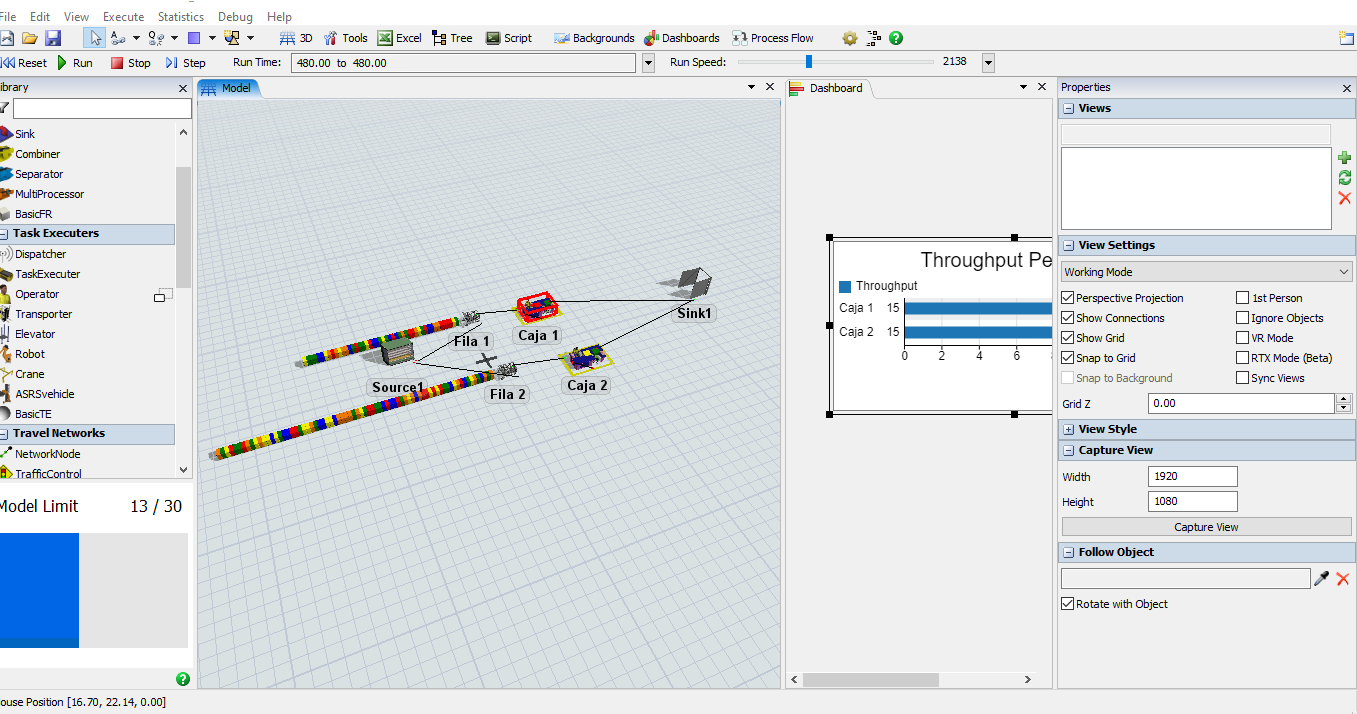 File Edit View Execute Statistics Debug Help
3D Tools Excel Tree Script Backgrounds Dashboards Process Flow
Reset Run Stop Step Run Time: 480.00 to 480.00 Run Speed: 2138
ibrary
Sink
Combiner
Separator
MultiProcessor
BasicFR
Task Executers
Dispatcher
TaskExecuter
Operator
Transporter
Elevator
Robot
Crane
ASRSvehicle
BasicTE
Travel Networks
NetworkNode
TrafficControl
Model Limit 13 / 30
Model
Fila 1
Caja 1
Sink1
Source1
Fila 2
Caja 2
Dashboard
Throughput Pe
Throughput
Caja 1 15
Caja 2 15
0 2 4 6
Properties
Views
View Settings
Working Mode
Perspective Projection 1st Person
Show Connections Ignore Objects
Show Grid VR Mode
Snap to Grid RTX Mode (Beta)
Snap to Background Sync Views
Grid Z 0.00
View Style
Capture View
Width 1920
Height 1080
Capture View
Follow Object
Rotate with Object
ouse Position [16.70, 22.14, 0.00]